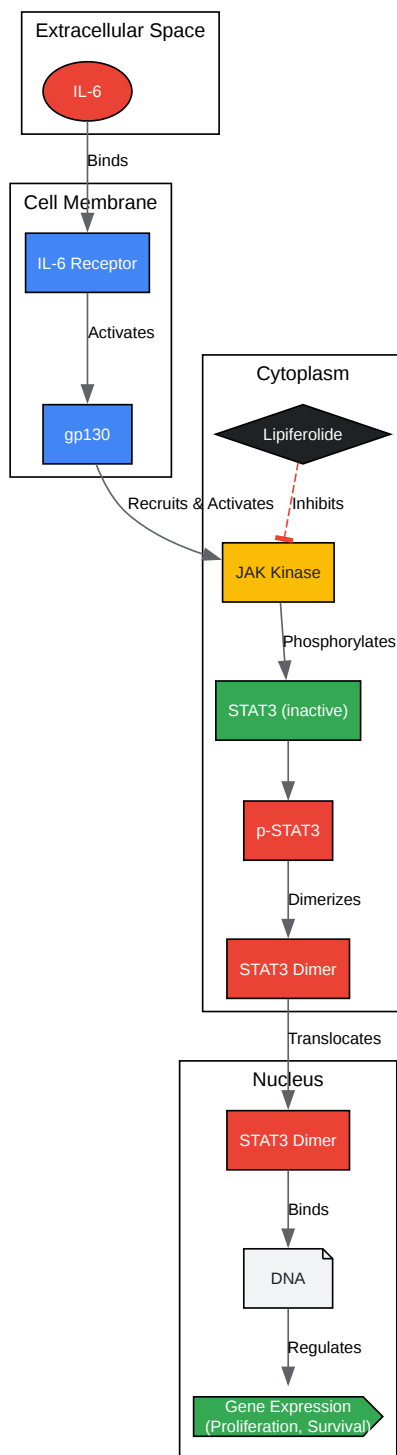 Extracellular Space
IL-6
Binds
Cell Membrane
IL-6 Receptor
Activates
gp130
Cytoplasm
Lipiferolide
Recruits & Activates
Inhibits
JAK Kinase
Phosphorylates
STAT3 (inactive)
p-STAT3
Dimerizes
STAT3 Dimer
Translocates
Nucleus
STAT3 Dimer
Binds
DNA
Regulates
Gene Expression
(Proliferation, Survival)